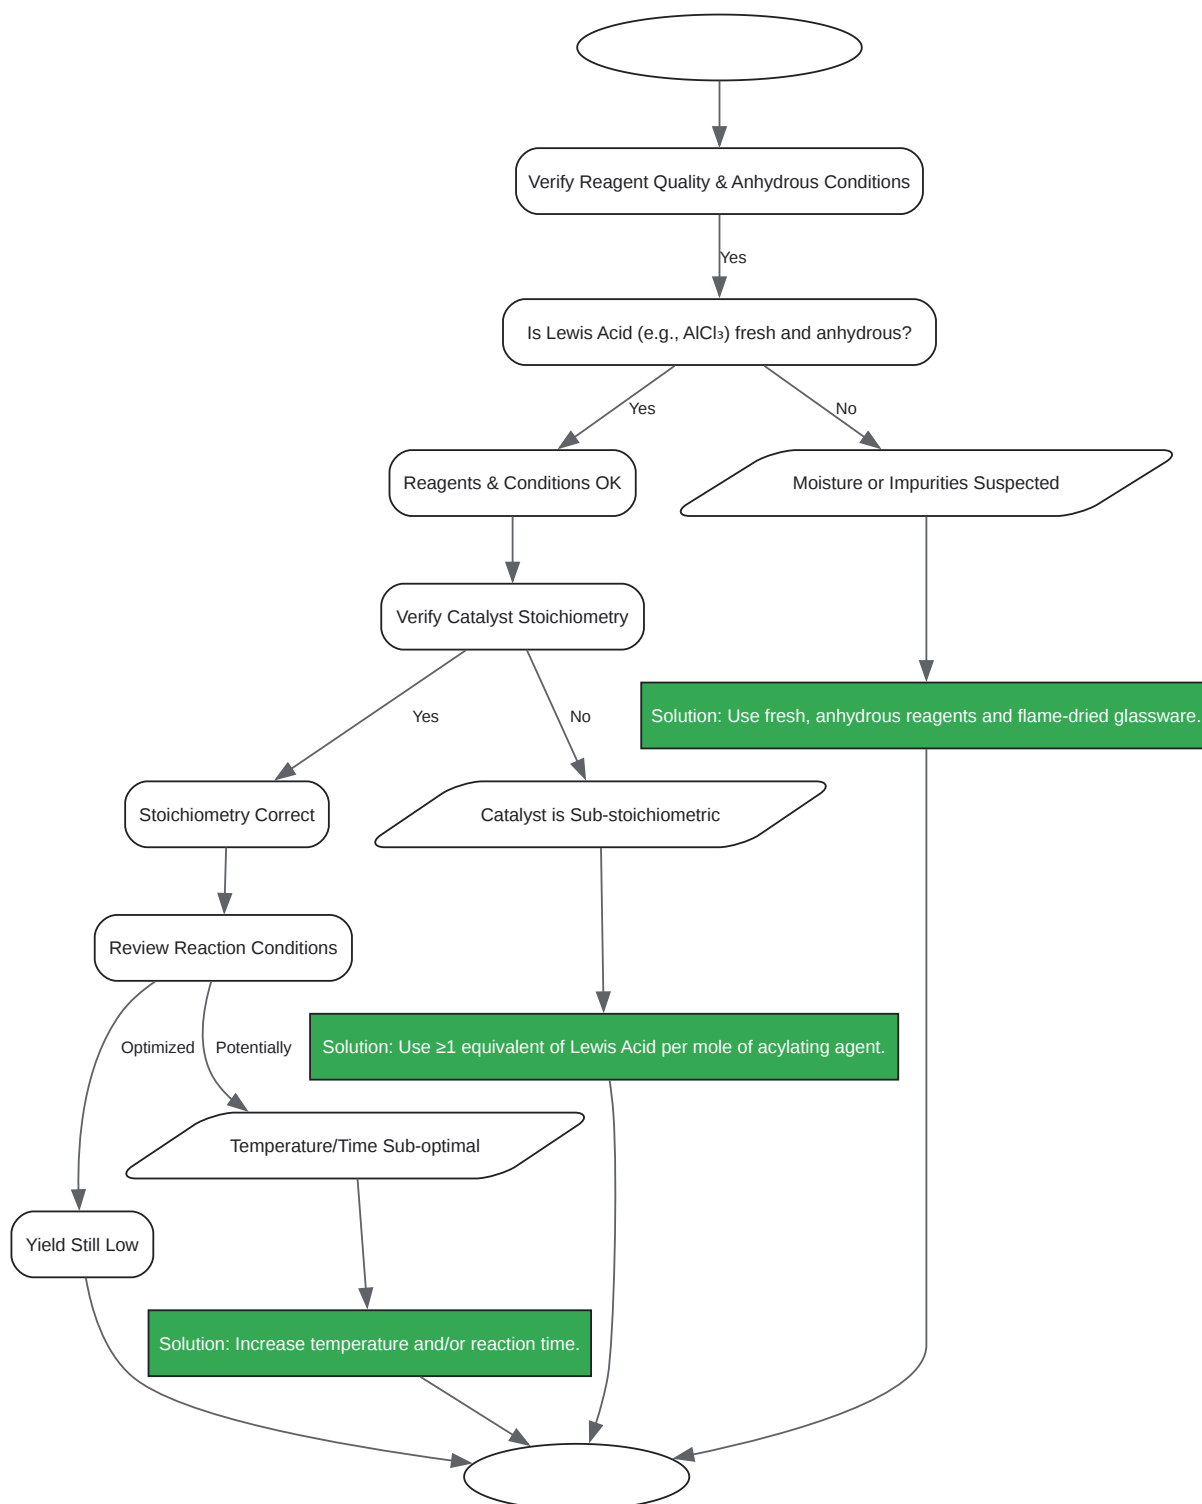 Verify Reagent Quality & Anhydrous Conditions
Yes
Is Lewis Acid (e.g., AlCl₃) fresh and anhydrous?
Yes
No
Reagents & Conditions OK
Moisture or Impurities Suspected
Verify Catalyst Stoichiometry
Yes
No
Solution: Use fresh, anhydrous reagents and flame-dried glassware.
Stoichiometry Correct
Catalyst is Sub-stoichiometric
Review Reaction Conditions
Optimized
Potentially
Solution: Use ≥1 equivalent of Lewis Acid per mole of acylating agent.
Temperature/Time Sub-optimal
Yield Still Low
Solution: Increase temperature and/or reaction time.